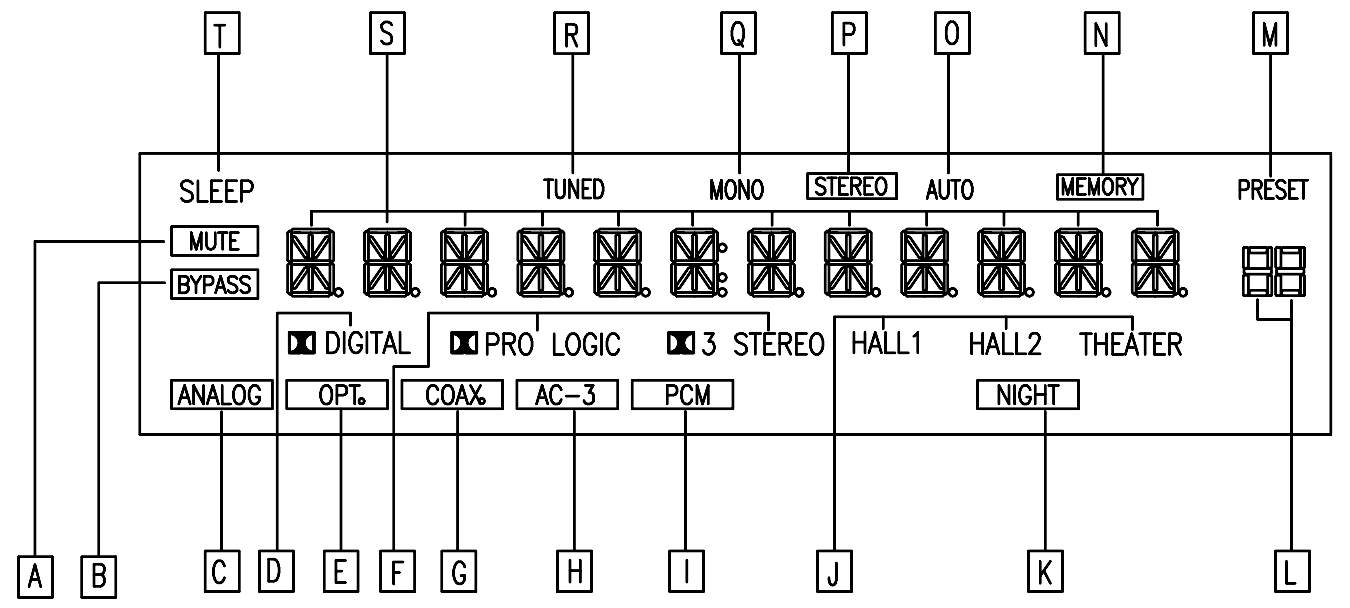 T S R Q P O N M
SLEEP TUNED MONO STEREO AUTO MEMORY PRESET
MUTE
BYPASS
DIGITAL PRO LOGIC 3 STEREO HALL1 HALL2 THEATER
ANALOG OPT. COAX. AC-3 PCM NIGHT
A B C D E F G H I J K L